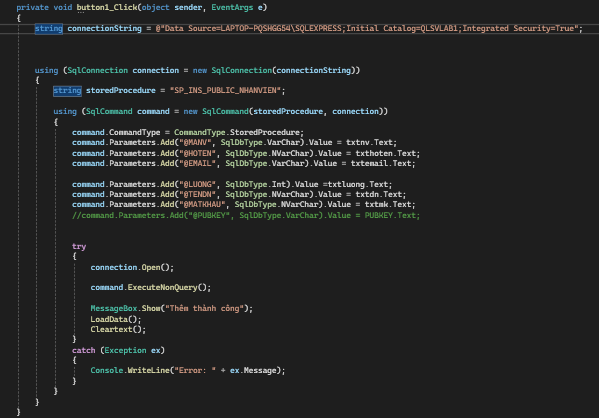 private void button1_Click(object sender, EventArgs e)
{
string connectionString = @"Data Source=LAPTOP-PQSHGG54\SQLEXPRESS;Initial Catalog=QLSVLAB1;Integrated Security=True";
using (SqlConnection connection = new SqlConnection(connectionString))
{
string storedProcedure = "SP_INS_PUBLIC_NHANVIEN";
using (SqlCommand command = new SqlCommand(storedProcedure, connection))
{
command.CommandType = CommandType.StoredProcedure;
command.Parameters.Add("@MANV", SqlDbType.VarChar).Value = txtnv.Text;
command.Parameters.Add("@HOTEN", SqlDbType.NVarChar).Value = txthoten.Text;
command.Parameters.Add("@EMAIL", SqlDbType.VarChar).Value = txtemail.Text;
command.Parameters.Add("@LUONG", SqlDbType.Int).Value =txtluong.Text;
command.Parameters.Add("@TENDN", SqlDbType.NVarChar).Value = txtdn.Text;
command.Parameters.Add("@MATKHAU", SqlDbType.NVarChar).Value = txtmk.Text;
//command.Parameters.Add("@PUBKEY", SqlDbType.VarChar).Value = PUBKEY.Text;
try
{
connection.Open();
command.ExecuteNonQuery();
MessageBox.Show("Thêm thành công");
LoadData();
Cleartext();
}
catch (Exception ex)
{
Console.WriteLine("Error: " + ex.Message);
}
}
}
}